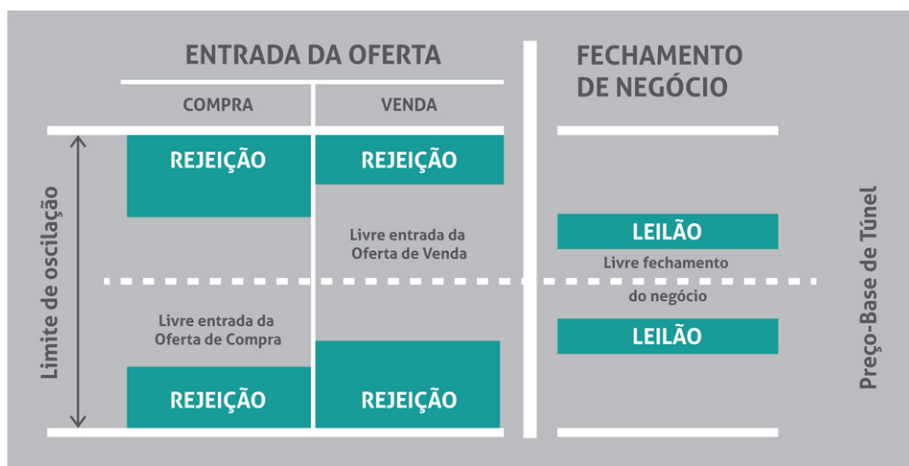 ENTRADA DA OFERTA
FECHAMENTO
DE NEGÓCIO
COMPRA
VENDA
REJEIÇÃO
REJEIÇÃO
Limite de oscilação
Livre entrada da
Oferta de Venda
LEILÃO
Livre fechamento
do negócio
Livre entrada da
Oferta de Compra
LEILÃO
REJEIÇÃO
REJEIÇÃO
Preço-Base de Túnel